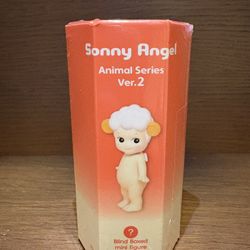 Sonny Angel
Animal Series
Ver.2
?
Blind Boxed
mini figure